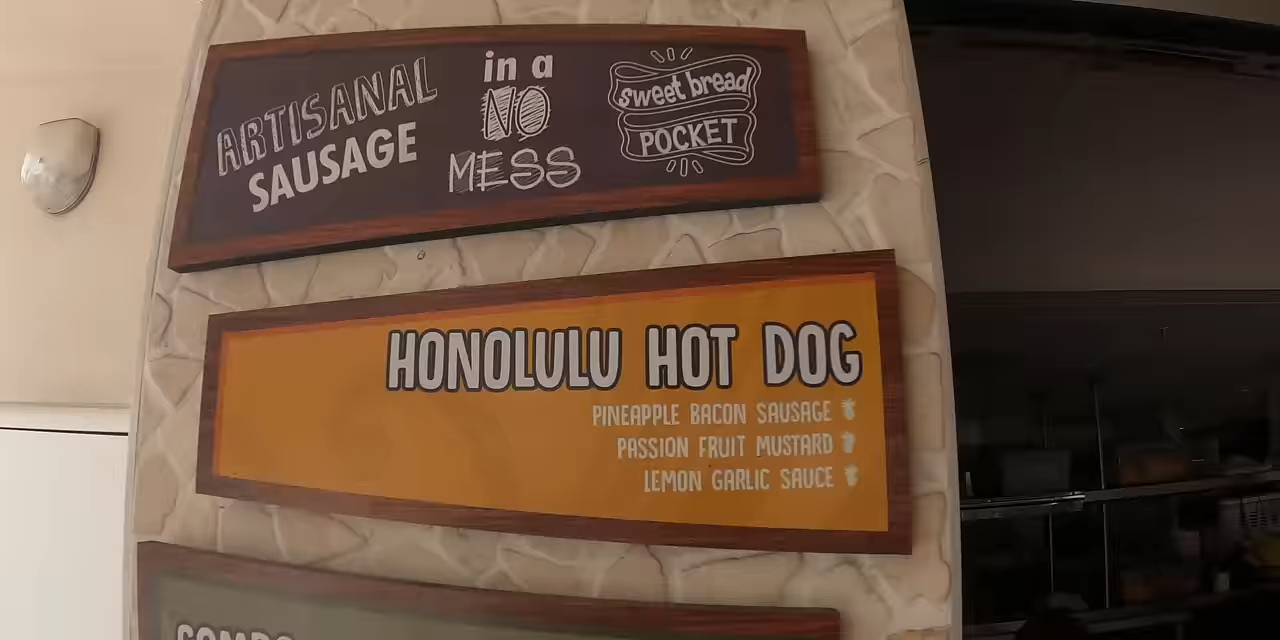 ARTISANAL
SAUSAGE
in a
NO
MESS
sweet bread
POCKET
HONOLULU HOT DOG
PINEAPPLE BACON SAUSAGE
PASSION FRUIT MUSTARD
LEMON GARLIC SAUCE